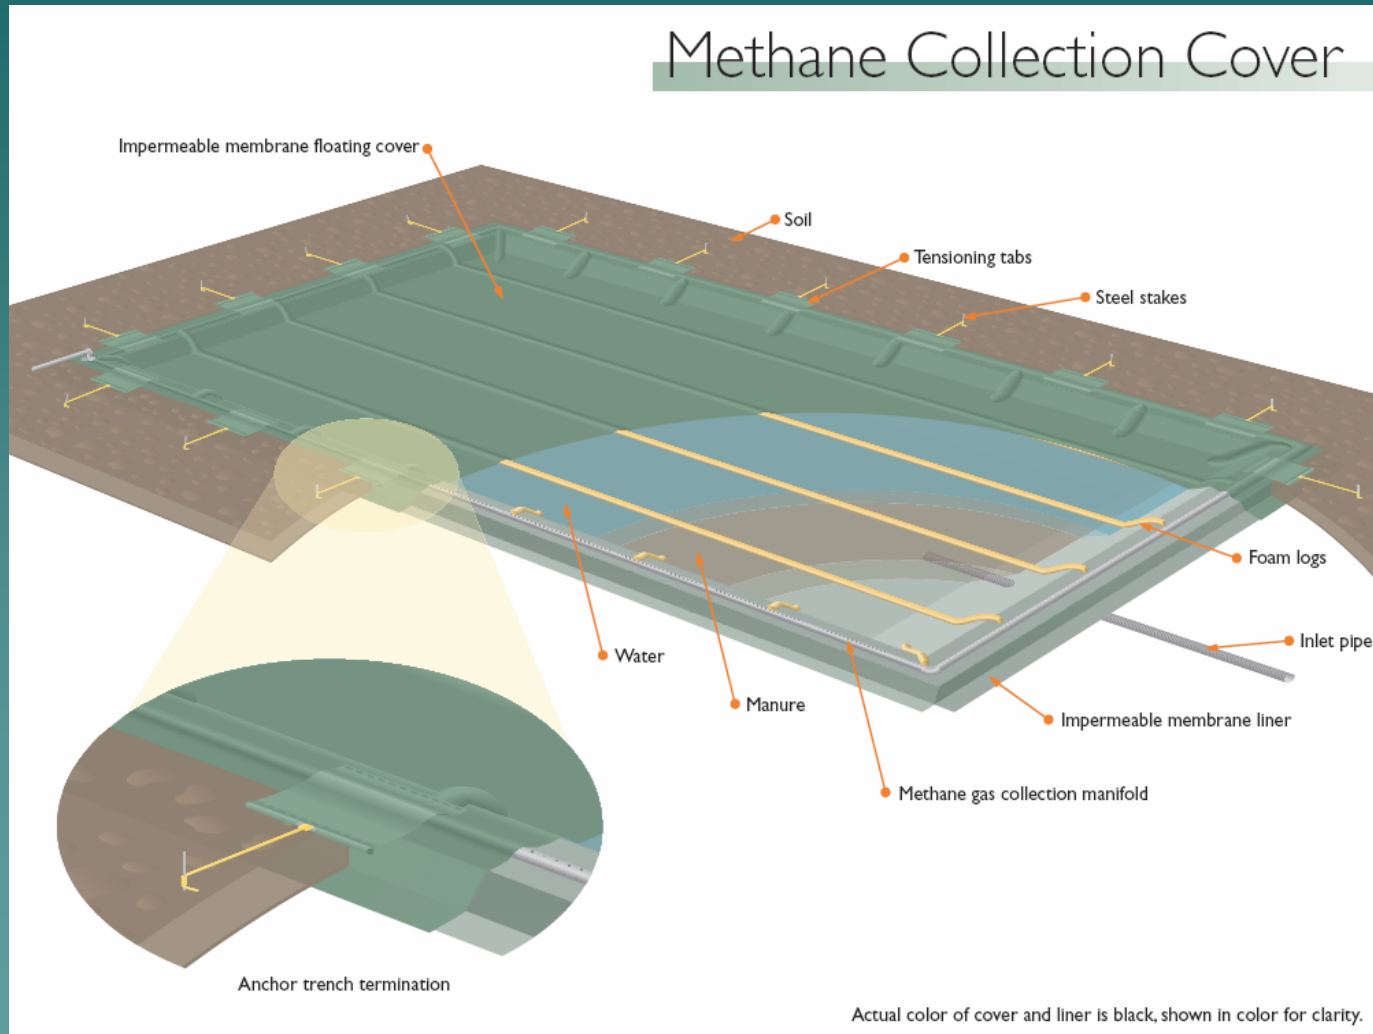 Methane Collection Cover
Impermeable membrane floating cover
Soil
Tensioning tabs
Steel stakes
Foam logs
Inlet pipe
Water
Manure
Impermeable membrane liner
Methane gas collection manifold
Anchor trench termination
Actual color of cover and liner is black, shown in color for clarity.